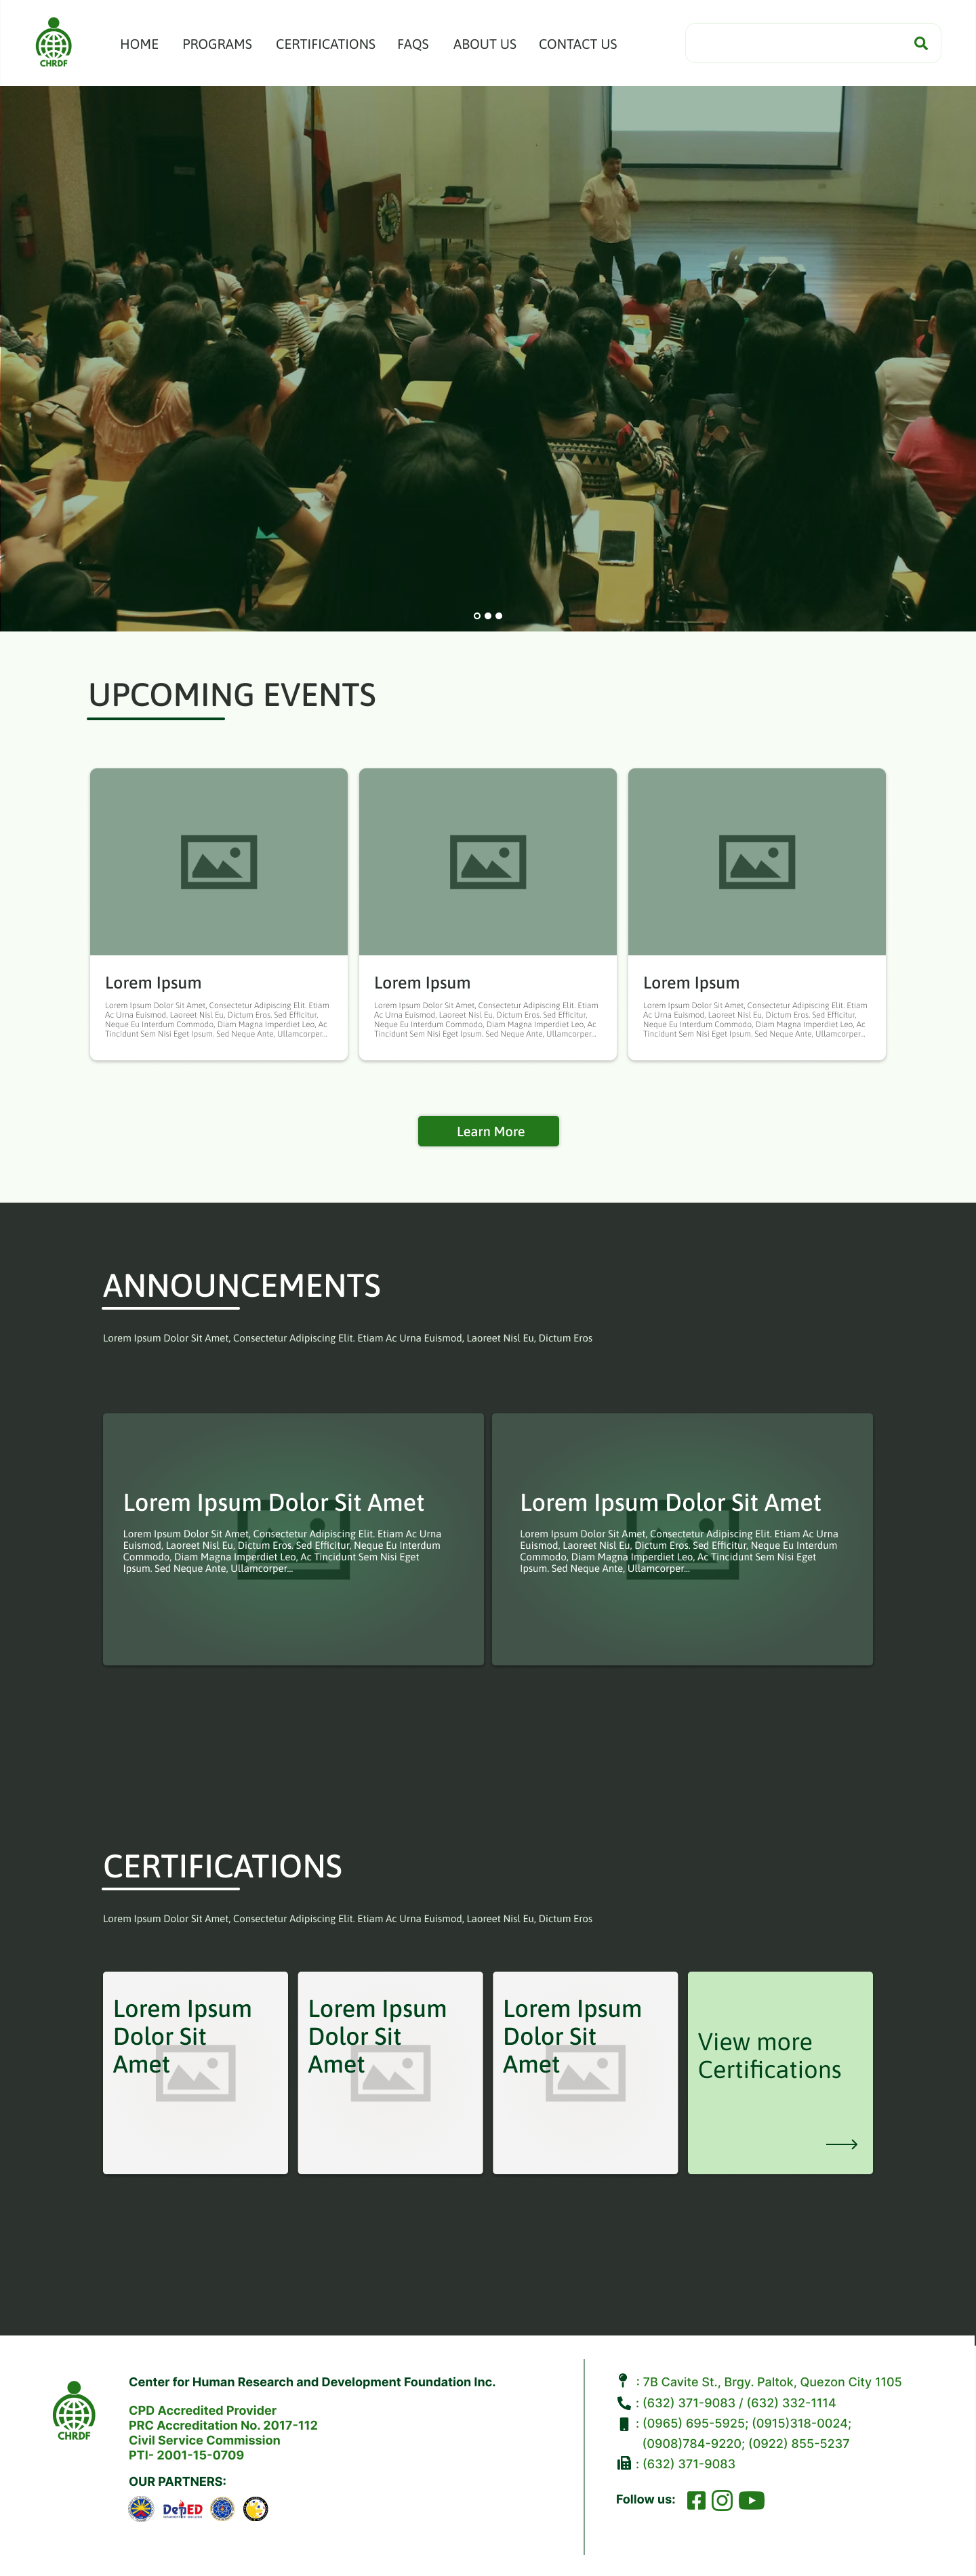 CHRDF
HOME PROGRAMS CERTIFICATIONS FAQS ABOUT US CONTACT US
UPCOMING EVENTS
Lorem Ipsum
Lorem Ipsum Dolor Sit Amet, Consectetur Adipiscing Elit. Etiam
Ac Urna Euismod, Laoreet Nisl Eu, Dictum Eros. Sed Efficitur,
Neque Eu Interdum Commodo, Diam Magna Imperdiet Leo, Ac
Tincidunt Sem Nisi Eget Ipsum. Sed Neque Ante, Ullamcorper...
Lorem Ipsum
Lorem Ipsum Dolor Sit Amet, Consectetur Adipiscing Elit. Etiam
Ac Urna Euismod, Laoreet Nisl Eu, Dictum Eros. Sed Efficitur,
Neque Eu Interdum Commodo, Diam Magna Imperdiet Leo, Ac
Tincidunt Sem Nisi Eget Ipsum. Sed Neque Ante, Ullamcorper...
Lorem Ipsum
Lorem Ipsum Dolor Sit Amet, Consectetur Adipiscing Elit. Etiam
Ac Urna Euismod, Laoreet Nisl Eu, Dictum Eros. Sed Efficitur,
Neque Eu Interdum Commodo, Diam Magna Imperdiet Leo, Ac
Tincidunt Sem Nisi Eget Ipsum. Sed Neque Ante, Ullamcorper...
Learn More
ANNOUNCEMENTS
Lorem Ipsum Dolor Sit Amet, Consectetur Adipiscing Elit. Etiam Ac Urna Euismod, Laoreet Nisl Eu, Dictum Eros
Lorem Ipsum Dolor Sit Amet
Lorem Ipsum Dolor Sit Amet, Consectetur Adipiscing Elit. Etiam Ac Urna
Euismod, Laoreet Nisl Eu, Dictum Eros. Sed Efficitur, Neque Eu Interdum
Commodo, Diam Magna Imperdiet Leo, Ac Tincidunt Sem Nisi Eget
Ipsum. Sed Neque Ante, Ullamcorper...
Lorem Ipsum Dolor Sit Amet
Lorem Ipsum Dolor Sit Amet, Consectetur Adipiscing Elit. Etiam Ac Urna
Euismod, Laoreet Nisl Eu, Dictum Eros. Sed Efficitur, Neque Eu Interdum
Commodo, Diam Magna Imperdiet Leo, Ac Tincidunt Sem Nisi Eget
Ipsum. Sed Neque Ante, Ullamcorper...
CERTIFICATIONS
Lorem Ipsum Dolor Sit Amet, Consectetur Adipiscing Elit. Etiam Ac Urna Euismod, Laoreet Nisl Eu, Dictum Eros
Lorem Ipsum
Dolor Sit
Amet
Lorem Ipsum
Dolor Sit
Amet
Lorem Ipsum
Dolor Sit
Amet
View more
Certifications
CHRDF
Center for Human Research and Development Foundation Inc.
CPD Accredited Provider
PRC Accreditation No. 2017-112
Civil Service Commission
PTI- 2001-15-0709
OUR PARTNERS:
DepED
: 7B Cavite St., Brgy. Paltok, Quezon City 1105
: (632) 371-9083 / (632) 332-1114
: (0965) 695-5925; (0915)318-0024;
(0908)784-9220; (0922) 855-5237
: (632) 371-9083
Follow us: